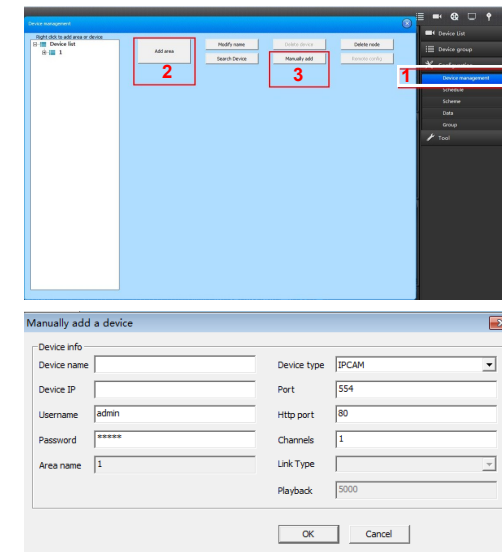 Device management
Right click to add area or device
Device list
1
Add area
Modify name
Delete device
Delete node
Search Device
Manually add
Remote config
2
3
1
Device List
Device group
Configuration
Device management
Schedule
Scheme
Data
Group
Tool
Manually add a device
Device info
Device name
Device type IPCAM
Device IP
Port 554
Username admin
Http port 80
Password *****
Channels 1
Area name 1
Link Type
Playback 5000
OK Cancel